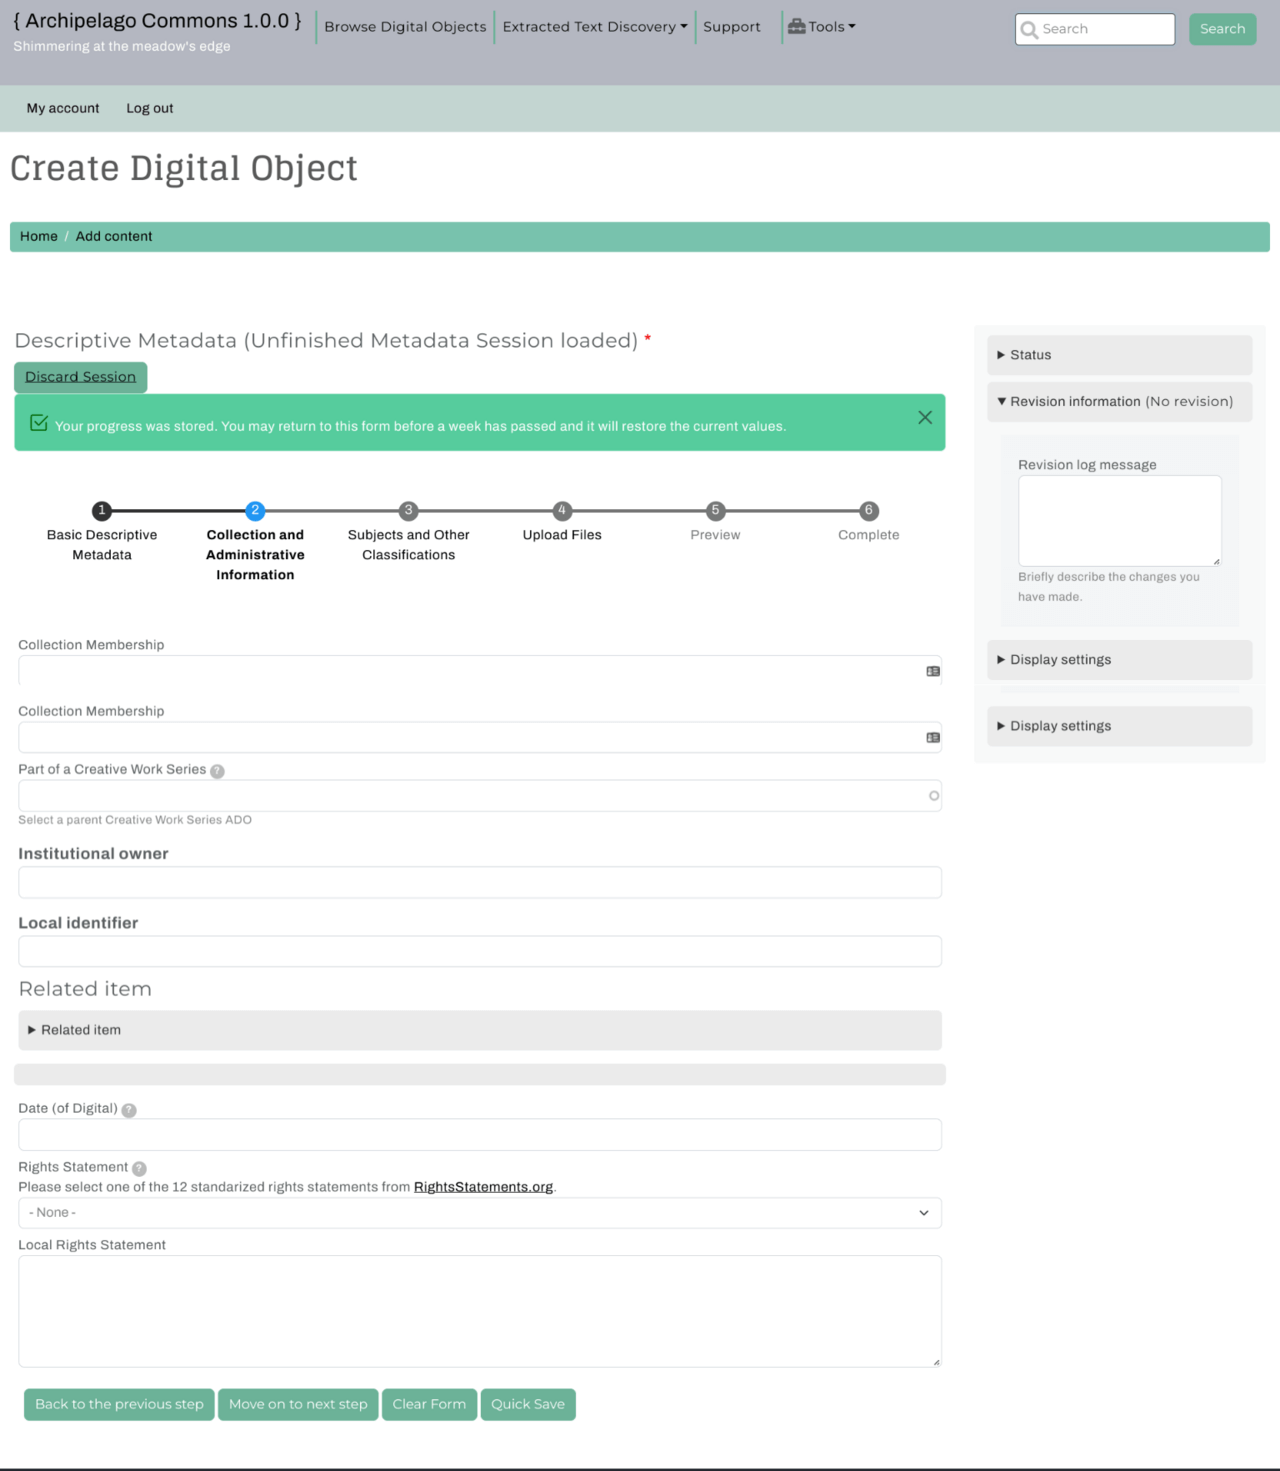 { Archipelago Commons 1.0.0 }
Shimmering at the meadow's edge
Browse Digital Objects
Extracted Text Discovery
Support
Tools
Search
Search
My account
Log out
Create Digital Object
Home / Add content
Descriptive Metadata (Unfinished Metadata Session loaded) *
Discard Session
Your progress was stored. You may return to this form before a week has passed and it will restore the current values.
1
Basic Descriptive
Metadata
2
Collection and
Administrative
Information
3
Subjects and Other
Classifications
4
Upload Files
5
Preview
6
Complete
Collection Membership
Collection Membership
Part of a Creative Work Series ?
Select a parent Creative Work Series ADO
Institutional owner
Local identifier
Related item
Related item
Date (of Digital) ?
Rights Statement ?
Please select one of the 12 standarized rights statements from RightsStatements.org.
- None -
Local Rights Statement
Back to the previous step
Move on to next step
Clear Form
Quick Save
Status
Revision information (No revision)
Revision log message
Briefly describe the changes you
have made.
Display settings
Display settings